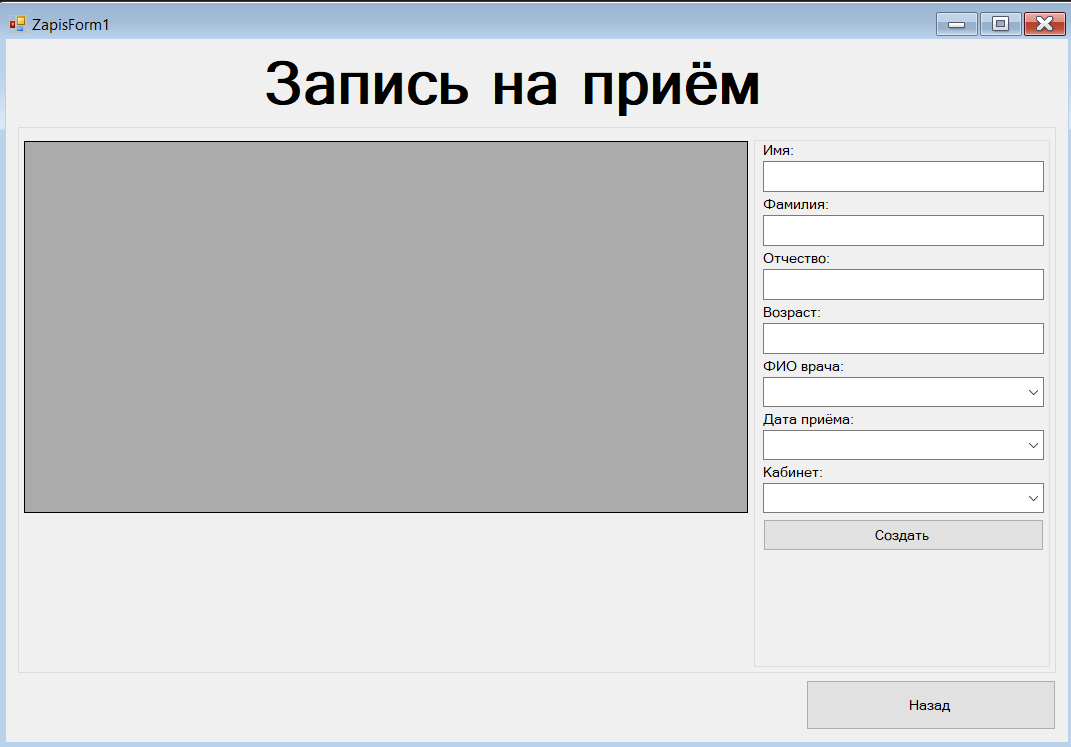 ZapisForm1
Запись на приём
Имя:
Фамилия:
Отчество:
Возраст:
ФИО врача:
Дата приёма:
Кабинет:
Создать
Назад